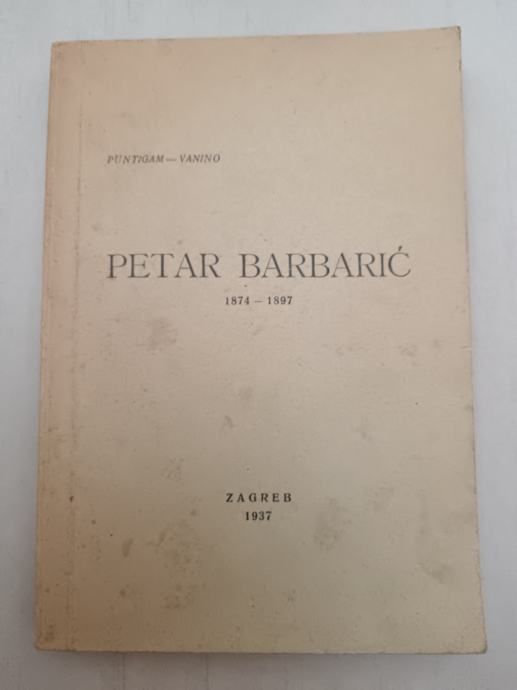 PUNTIGAM — VANINO
PETAR BARBARIĆ
1874 — 1897
ZAGREB
1937